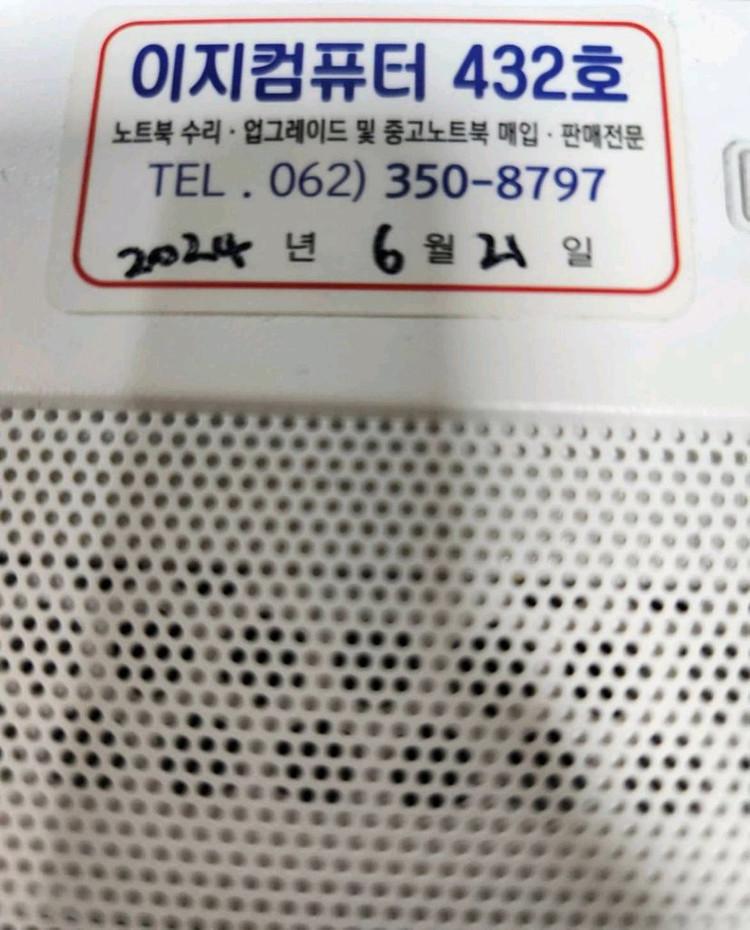 이지컴퓨터 432호
노트북 수리 · 업그레이드 및 중고노트북 매입 · 판매전문
TEL . 062) 350-8797
2024 년 6 월 21 일